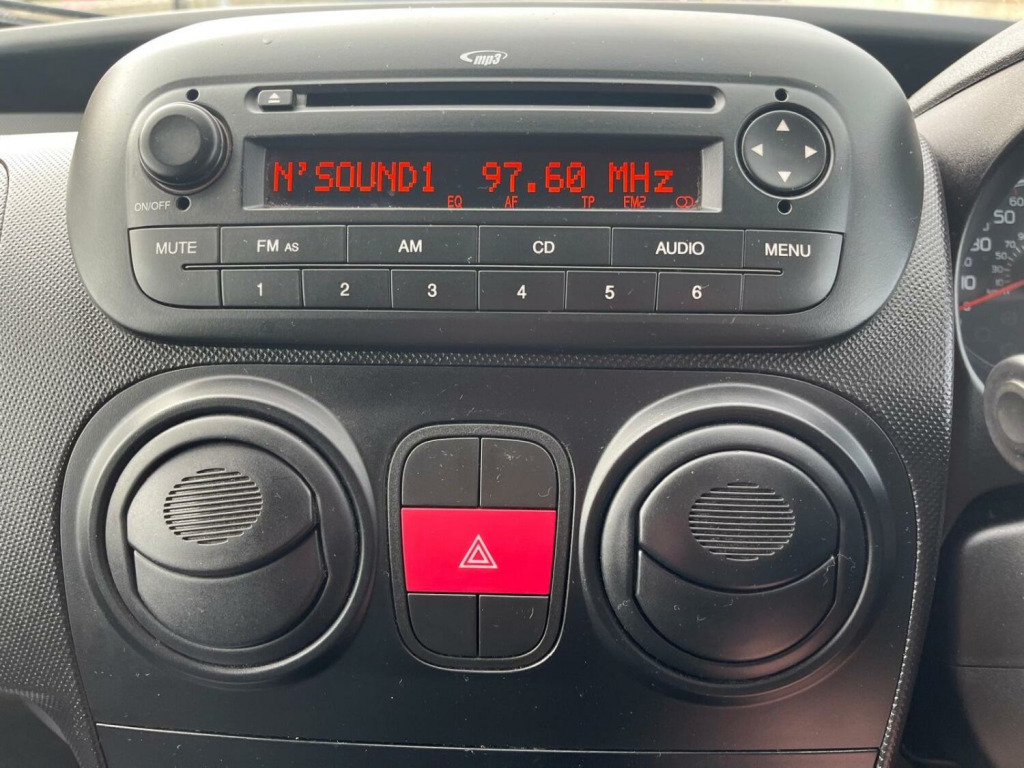 mp3
N'SOUND1 97.60 MHz
EQ AF TP FM2
ON/OFF
MUTE FM AS AM CD AUDIO MENU
1 2 3 4 5 6
60
50
30
10